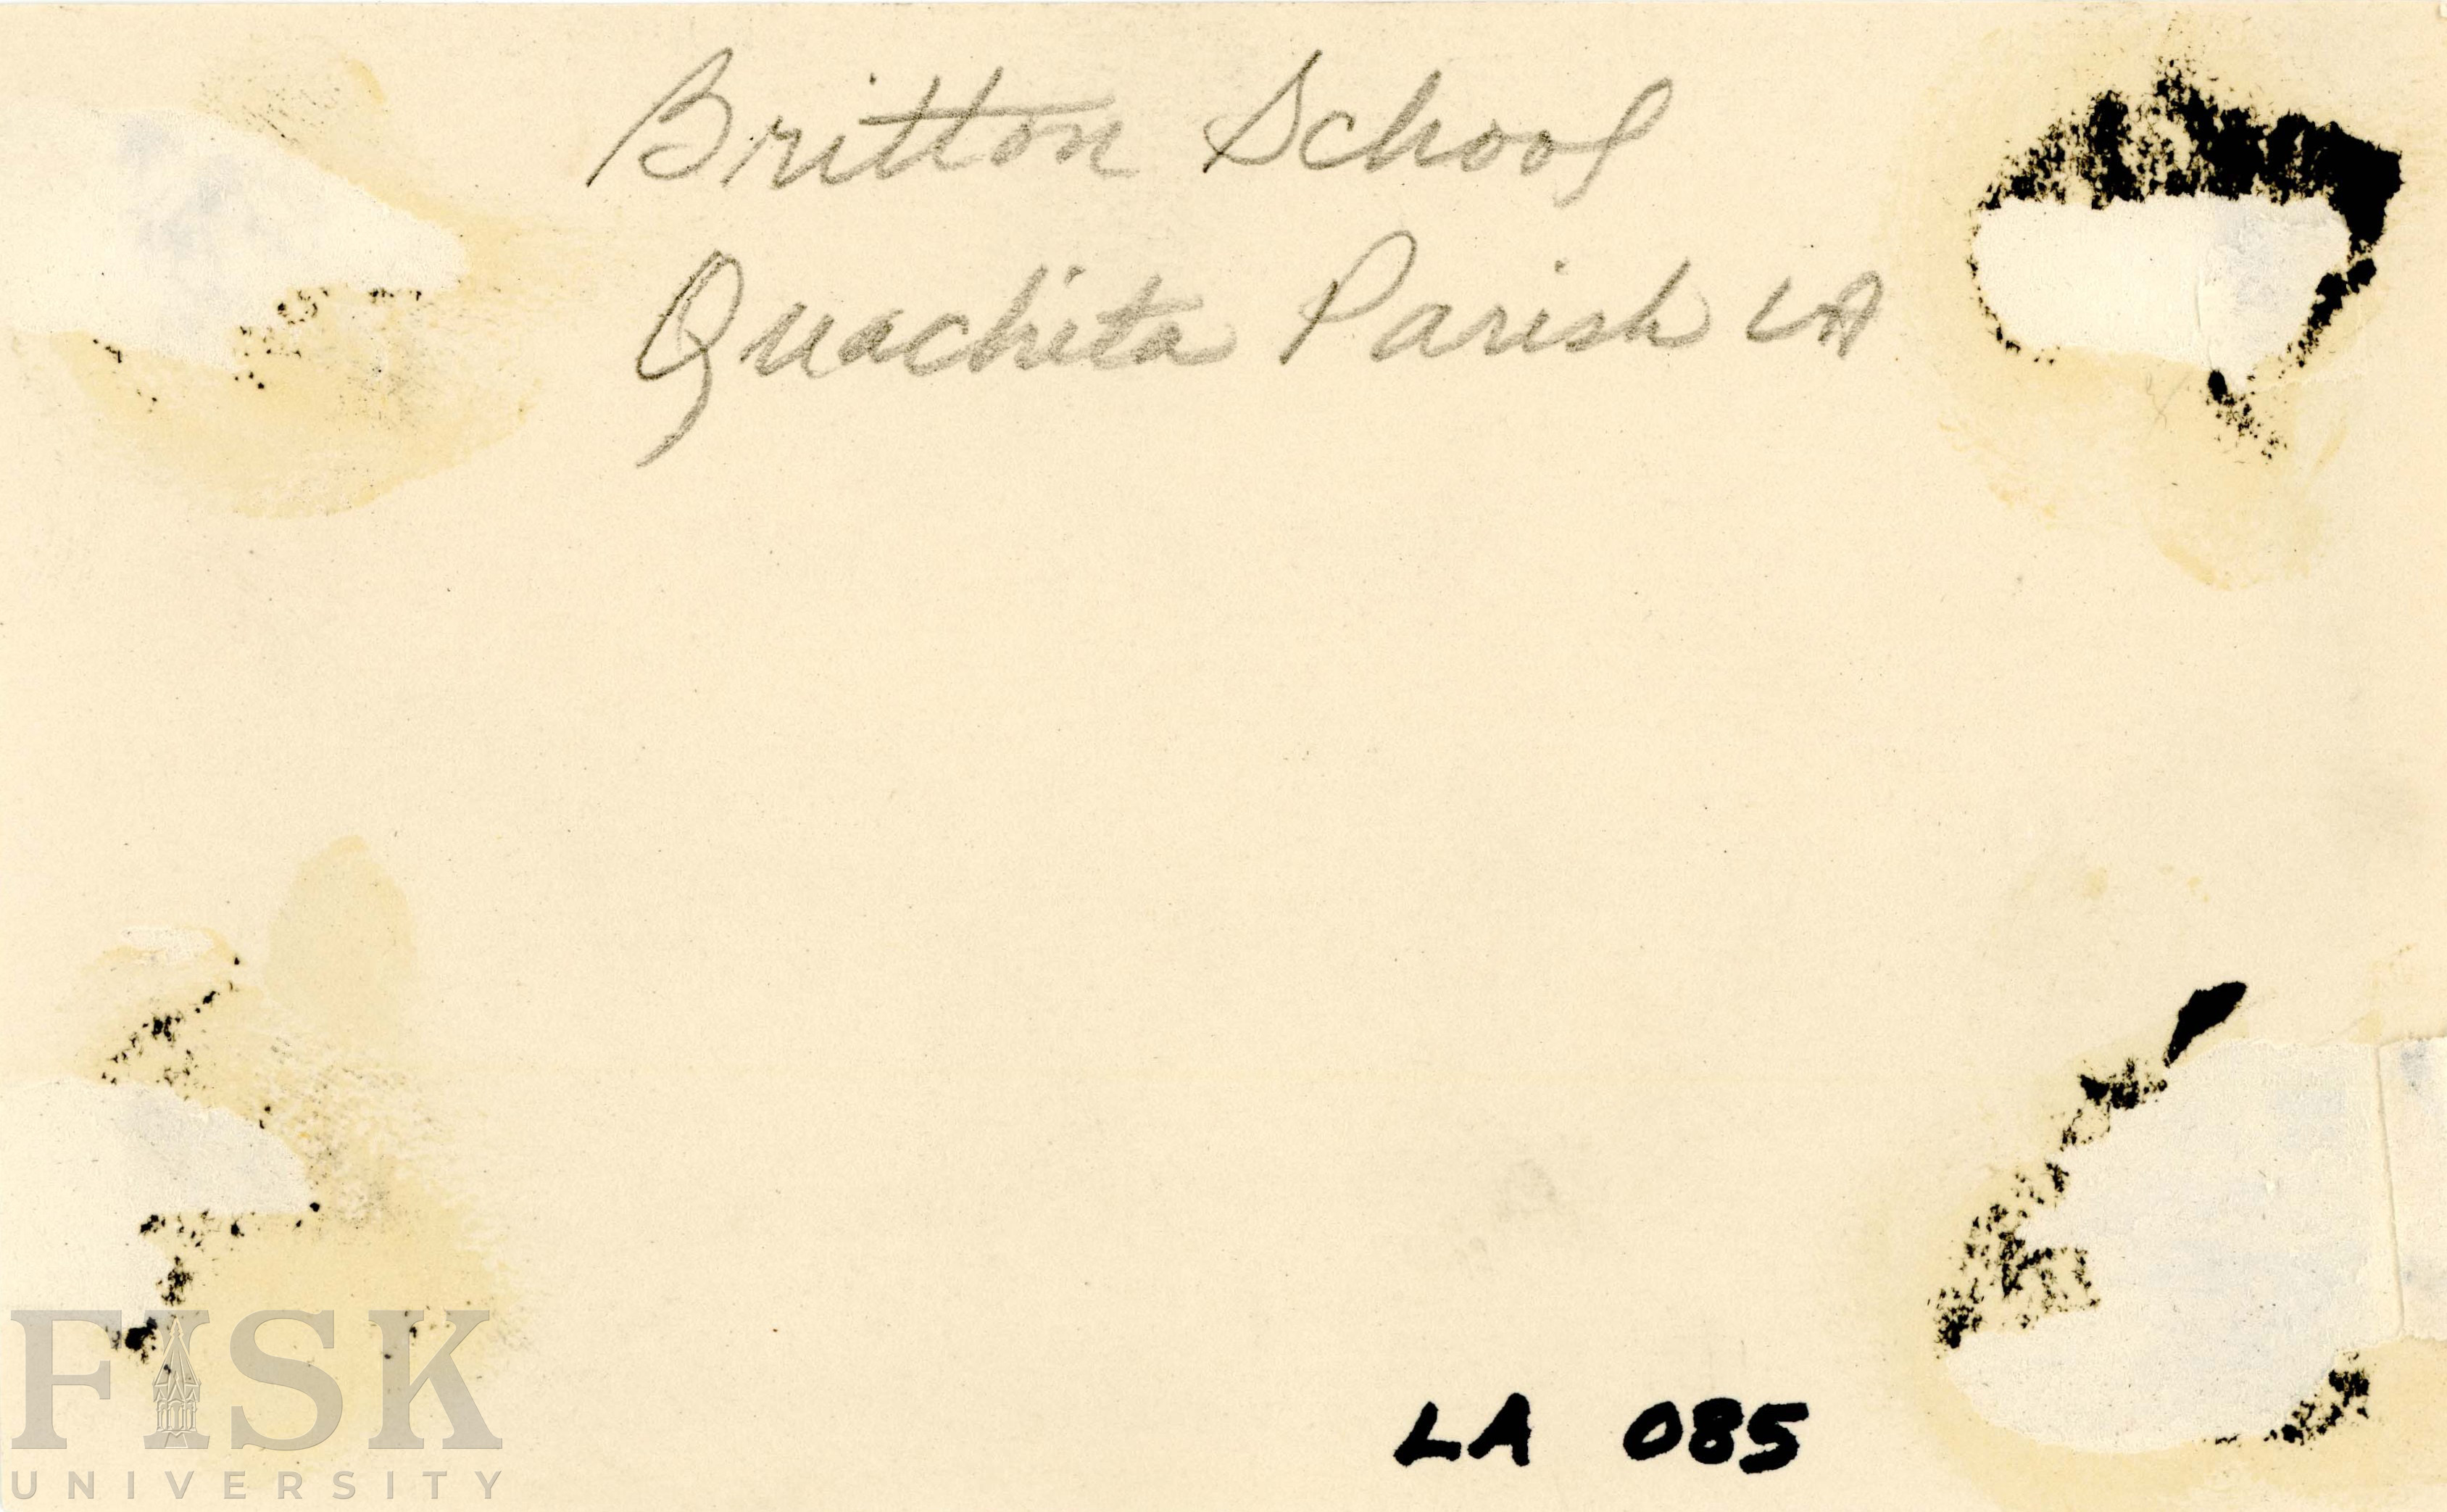 Britton School
Quachita Parish LA
LA 085
FISK
UNIVERSITY